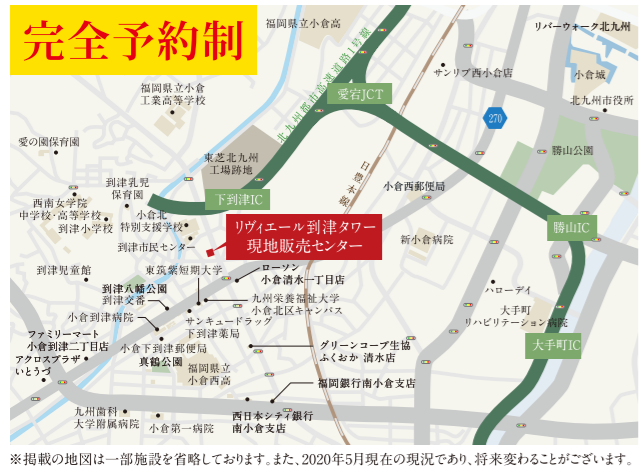 完全予約制
福岡県立小倉高
リバーウォーク北九州
サンリブ西小倉店
小倉城
北九州市役所
北九州都市高速道路1号線
愛宕JCT
福岡県立小倉
工業高等学校
270
愛の園保育園
東芝北九州
工場跡地
日豊本線
勝山公園
到津乳児
保育園
小倉西郵便局
西南女学院
中学校・高等学校
下到津IC
小倉北
特別支援学校
到津小学校
リヴィエール到津タワー
現地販売センター
勝山IC
到津市民センター
新小倉病院
到津児童館
東筑紫短期大学
ローソン
小倉清水一丁目店
到津八幡公園
到津交番
九州栄養福祉大学
小倉北区キャンパス
ハローデイ
小倉到津病院
サンキュードラッグ
下到津薬局
大手町
リハビリテーション病院
ファミリーマート
小倉到津二丁目店
小倉下到津郵便局
グリーンコープ生協
ふくおか 清水店
大手町IC
アクロスプラザ
いとうづ
真鶴公園
福岡県立
小倉西高
福岡銀行南小倉支店
九州歯科
大学附属病院
小倉第一病院
西日本シティ銀行
南小倉支店
※掲載の地図は一部施設を省略しております。また、2020年5月現在の現況であり、将来変わることがございます。